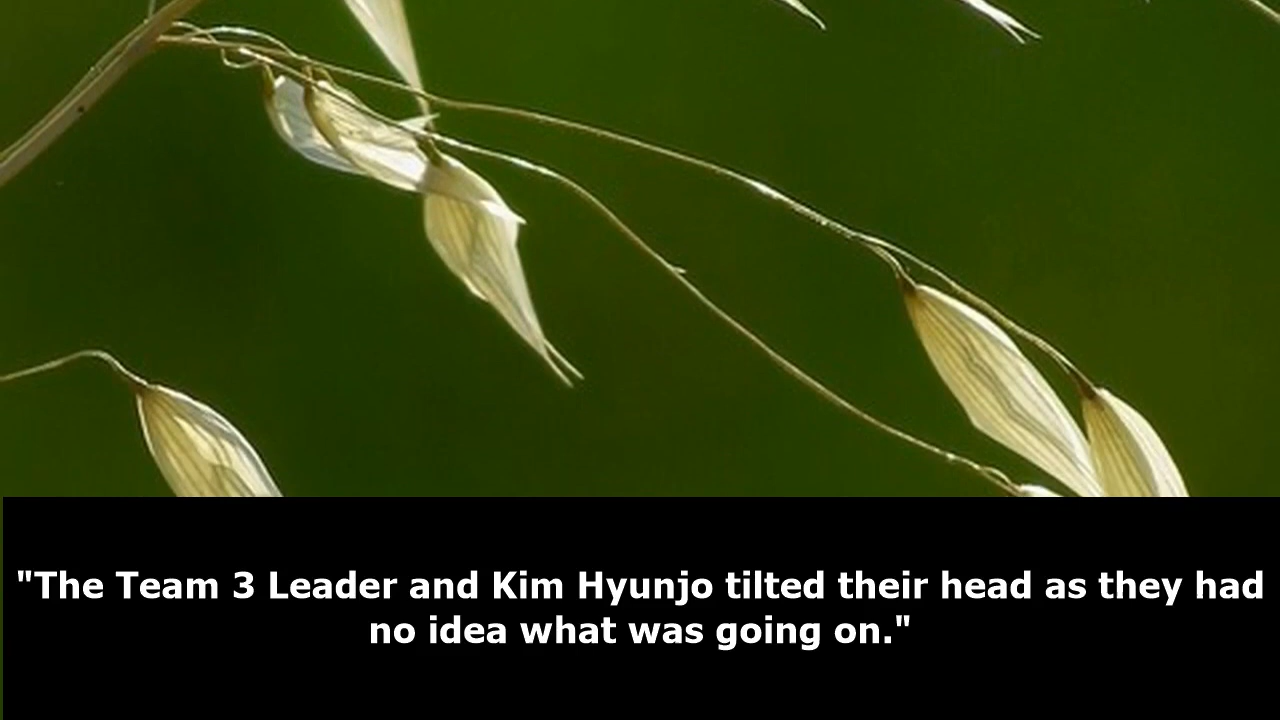 "The Team 3 Leader and Kim Hyunjo tilted their head as they had
no idea what was going on."